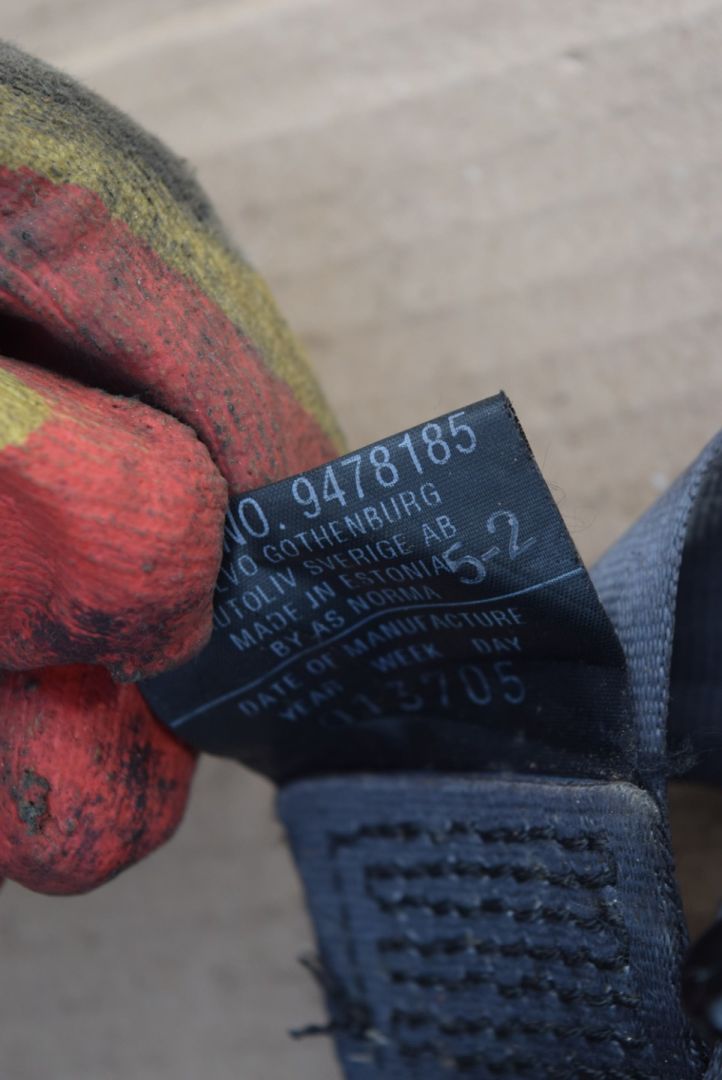 NO. 9478185
VO GOTHENBURG
UTOLIV SVERIGE AB
MADE IN ESTONIA 5-2
BY AS NORMA
DATE OF MANUFACTURE
YEAR WEEK DAY
013705